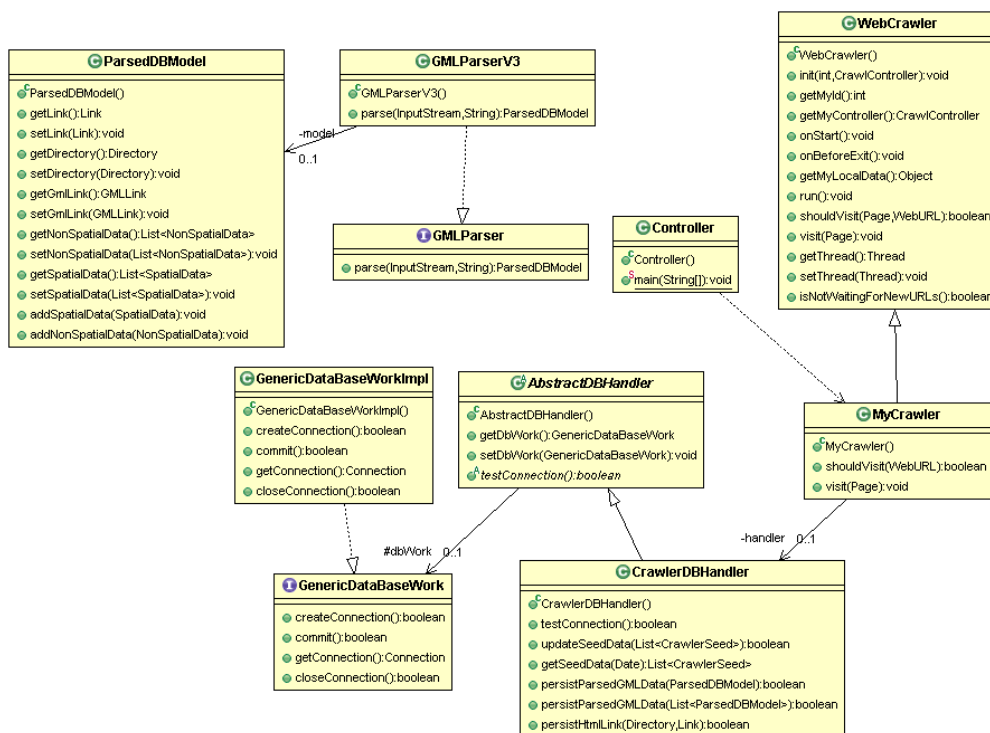 ParsedDBModel
ParsedDBModel()
getLink():Link
setLink(Link):void
getDirectory():Directory
setDirectory(Directory):void
getGmlLink():GMLLink
setGmlLink(GMLLink):void
getNonSpatialData():List<NonSpatialData>
setNonSpatialData(List<NonSpatialData>):void
getSpatialData():List<SpatialData>
setSpatialData(List<SpatialData>):void
addSpatialData(SpatialData):void
addNonSpatialData(NonSpatialData):void
GMLParserV3
GMLParserV3()
parse(InputStream,String):ParsedDBModel
-model
0..1
GMLParser
parse(InputStream,String):ParsedDBModel
Controller
Controller()
main(String[]):void
WebCrawler
WebCrawler()
init(int,CrawlController):void
getMyId():int
getMyController():CrawlController
onStart():void
onBeforeExit():void
getMyLocalData():Object
run():void
shouldVisit(Page,WebURL):boolean
visit(Page):void
getThread():Thread
setThread(Thread):void
isNotWaitingForNewURLs():boolean
GenericDataBaseWorkImpl
GenericDataBaseWorkImpl()
createConnection():boolean
commit():boolean
getConnection():Connection
closeConnection():boolean
AbstractDBHandler
AbstractDBHandler()
getDbWork():GenericDataBaseWork
setDbWork(GenericDataBaseWork):void
testConnection():boolean
MyCrawler
MyCrawler()
shouldVisit(WebURL):boolean
visit(Page):void
#dbWork 0..1
-handler 0..1
GenericDataBaseWork
createConnection():boolean
commit():boolean
getConnection():Connection
closeConnection():boolean
CrawlerDBHandler
CrawlerDBHandler()
testConnection():boolean
updateSeedData(List<CrawlerSeed>):boolean
getSeedData(Date):List<CrawlerSeed>
persistParsedGMLData(ParsedDBModel):boolean
persistParsedGMLData(List<ParsedDBModel>):boolean
persistHtmlLink(Directory,Link):boolean